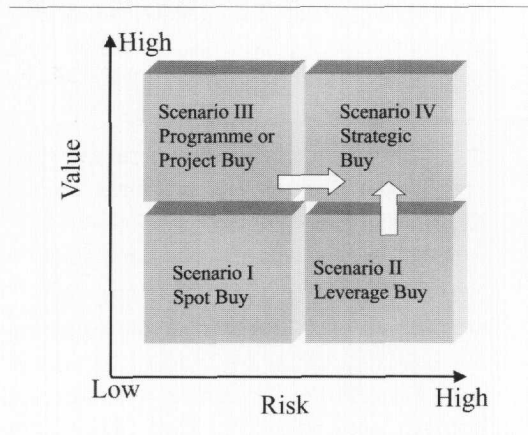 High
Scenario III
Programme or
Project Buy
Scenario IV
Strategic
Buy
Value
Scenario I
Spot Buy
Scenario II
Leverage Buy
Low
Risk
High